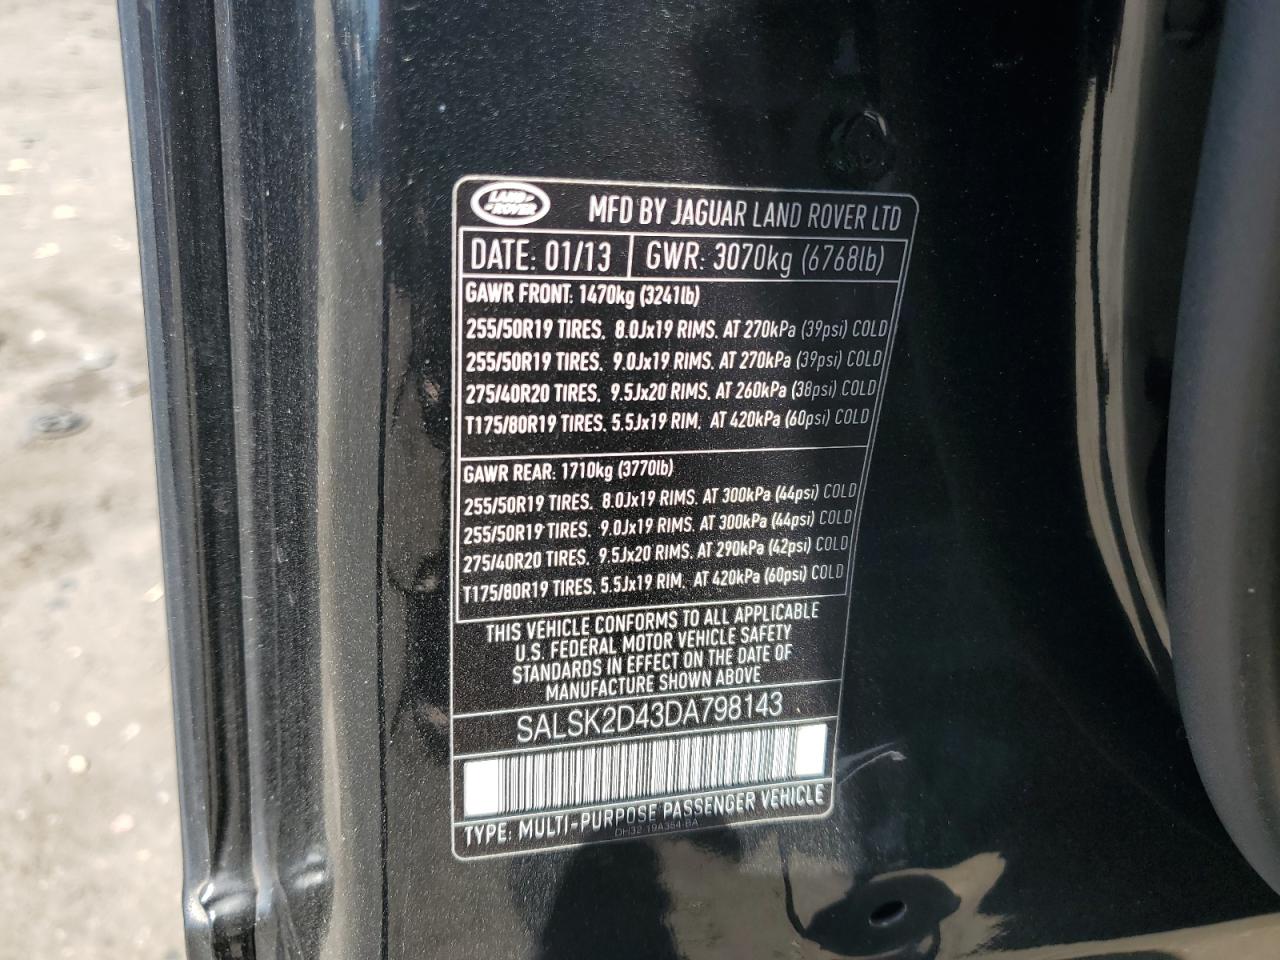 LAND ROVER
MFD BY JAGUAR LAND ROVER LTD
DATE: 01/13 GWR: 3070kg (6768lb)
GAWR FRONT: 1470kg (3241lb)
255/50R19 TIRES, 8.0Jx19 RIMS, AT 270kPa (39psi) COLD
255/50R19 TIRES, 9.0Jx19 RIMS, AT 270kPa (39psi) COLD
275/40R20 TIRES, 9.5Jx20 RIMS, AT 260kPa (38psi) COLD
T175/80R19 TIRES, 5.5Jx19 RIM, AT 420kPa (60psi) COLD
GAWR REAR: 1710kg (3770lb)
255/50R19 TIRES, 8.0Jx19 RIMS, AT 300kPa (44psi) COLD
255/50R19 TIRES, 9.0Jx19 RIMS, AT 300kPa (44psi) COLD
275/40R20 TIRES, 9.5Jx20 RIMS, AT 290kPa (42psi) COLD
T175/80R19 TIRES, 5.5Jx19 RIM, AT 420kPa (60psi) COLD
THIS VEHICLE CONFORMS TO ALL APPLICABLE
U.S. FEDERAL MOTOR VEHICLE SAFETY
STANDARDS IN EFFECT ON THE DATE OF
MANUFACTURE SHOWN ABOVE
SALSK2D43DA798143
TYPE: MULTI-PURPOSE PASSENGER VEHICLE
DH32 19A354-BA